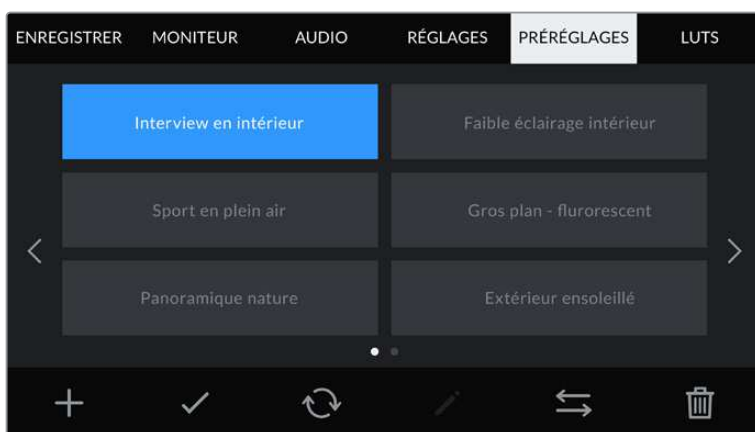 ENREGISTRER MONITEUR AUDIO RÉGLAGES PRÉRÉGLAGES LUTS
Interview en intérieur Faible éclairage intérieur
Sport en plein air Gros plan - flurorescent
Panoramique nature Extérieur ensoleillé